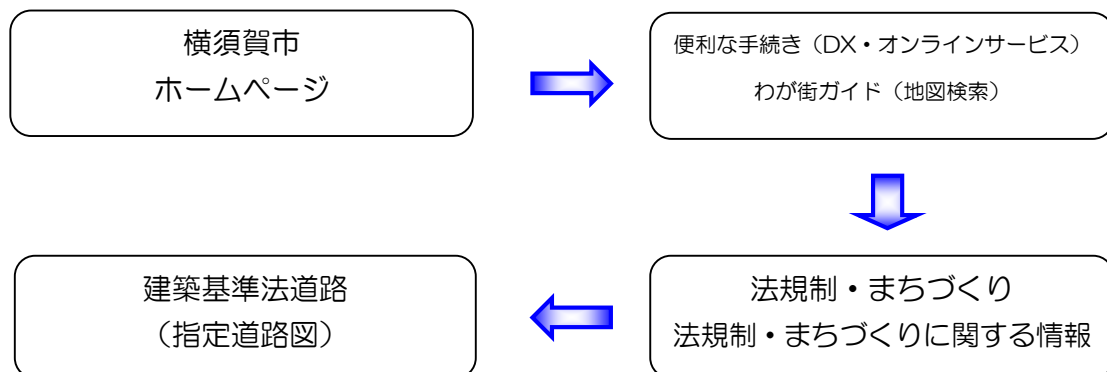 横須賀市
ホームページ
便利な手続き（DX・オンラインサービス）
わが街ガイド（地図検索）
法規制・まちづくり
法規制・まちづくりに関する情報
建築基準法道路
（指定道路図）